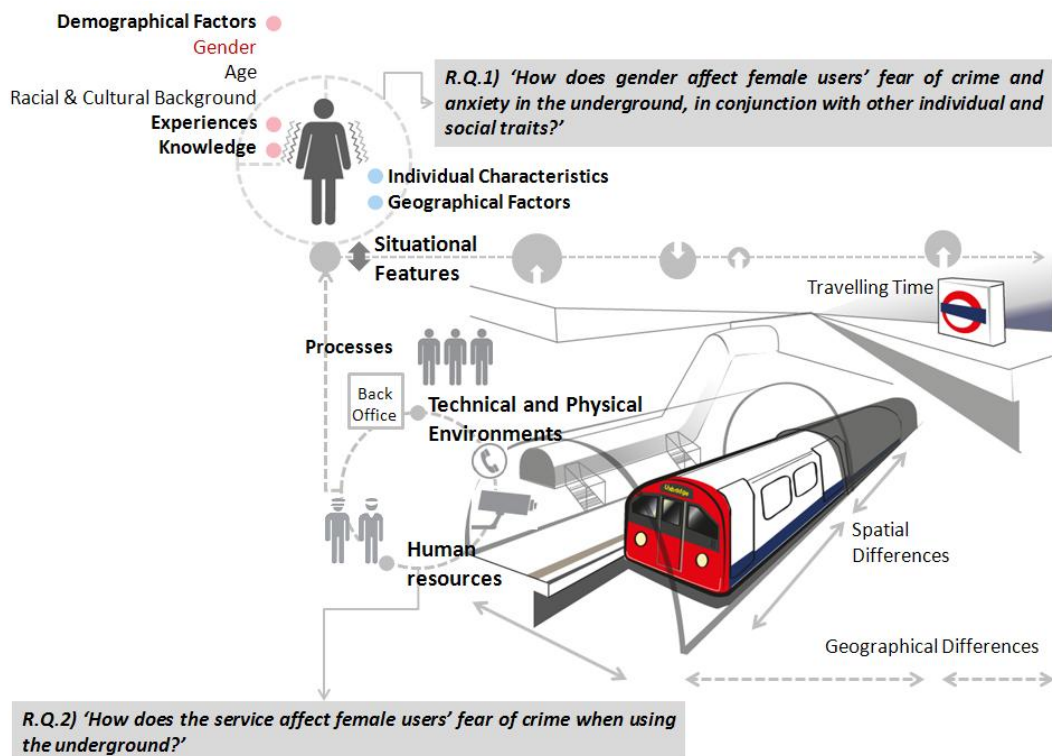 Demographical Factors
Gender
Age
Racial & Cultural Background
Experiences
Knowledge
R.Q.1) ‘How does gender affect female users’ fear of crime and
anxiety in the underground, in conjunction with other individual and
social traits?’
Individual Characteristics
Geographical Factors
Situational
Features
Travelling Time
Processes
Back
Office
Technical and Physical
Environments
Uxbridge
Human
resources
Spatial
Differences
Geographical Differences
R.Q.2) ‘How does the service affect female users’ fear of crime when using
the underground?’